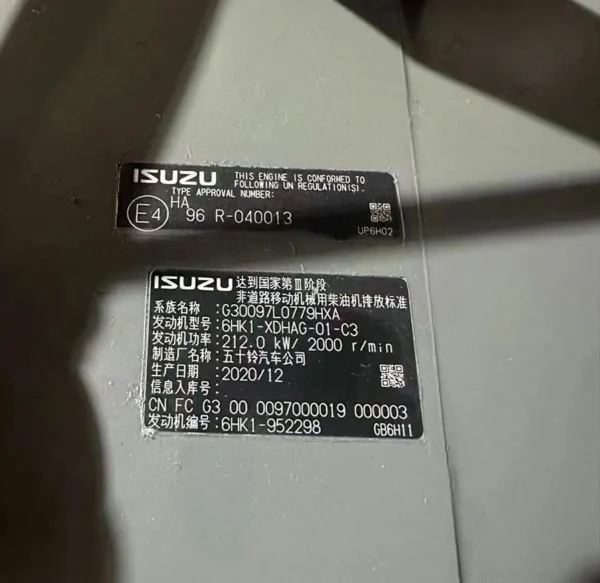 ISUZU THIS ENGINE IS CONFORMED TO
FOLLOWING UN REGULATION(S).
TYPE APPROVAL NUMBER:
HA
E4 96 R-040013
UP6H02
ISUZU 达到国家第Ⅲ阶段
非道路移动机械用柴油机排放标准
系族名称:G30097L0779HXA
发动机型号:6HK1-XDHAG-01-C3
发动机功率:212.0 kW/ 2000 r/min
制造厂名称:五十铃汽车公司
生产日期:2020/12
信息入库号:
CN FC G3 00 0097000019 000003
发动机编号:6HK1-952298 GB6H11